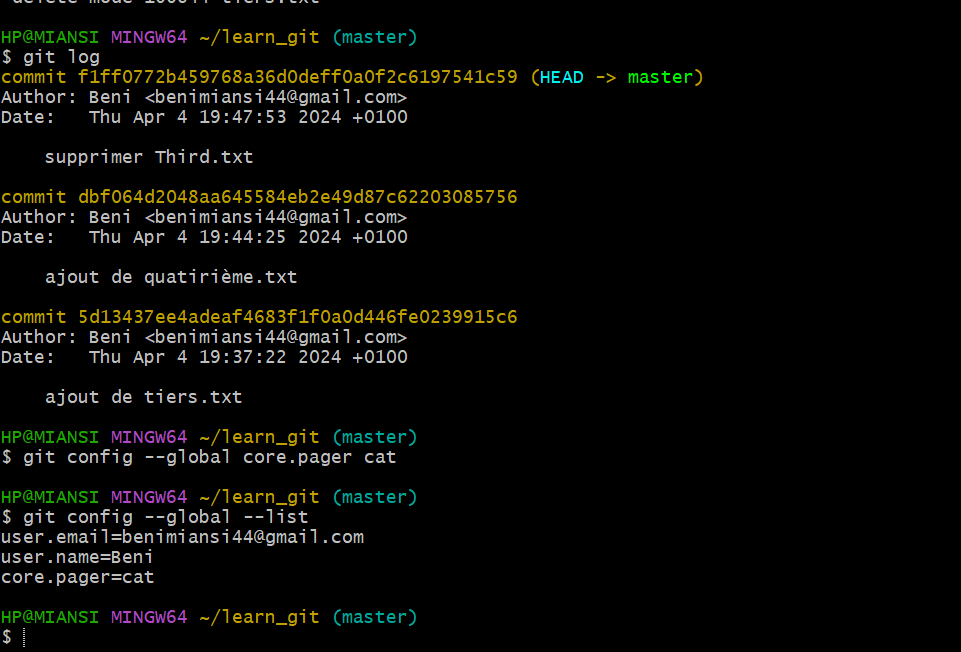 delete mode 100644 tiers.txt
HP@MIANSI MINGW64 ~/learn_git (master)
$ git log
commit f1ff0772b459768a36d0deff0a0f2c6197541c59 (HEAD -> master)
Author: Beni <benimiansi44@gmail.com>
Date:   Thu Apr 4 19:47:53 2024 +0100
    supprimer Third.txt
commit dbf064d2048aa645584eb2e49d87c62203085756
Author: Beni <benimiansi44@gmail.com>
Date:   Thu Apr 4 19:44:25 2024 +0100
    ajout de quatirième.txt
commit 5d13437ee4adeaf4683f1f0a0d446fe0239915c6
Author: Beni <benimiansi44@gmail.com>
Date:   Thu Apr 4 19:37:22 2024 +0100
    ajout de tiers.txt
HP@MIANSI MINGW64 ~/learn_git (master)
$ git config --global core.pager cat
HP@MIANSI MINGW64 ~/learn_git (master)
$ git config --global --list
user.email=benimiansi44@gmail.com
user.name=Beni
core.pager=cat
HP@MIANSI MINGW64 ~/learn_git (master)
$